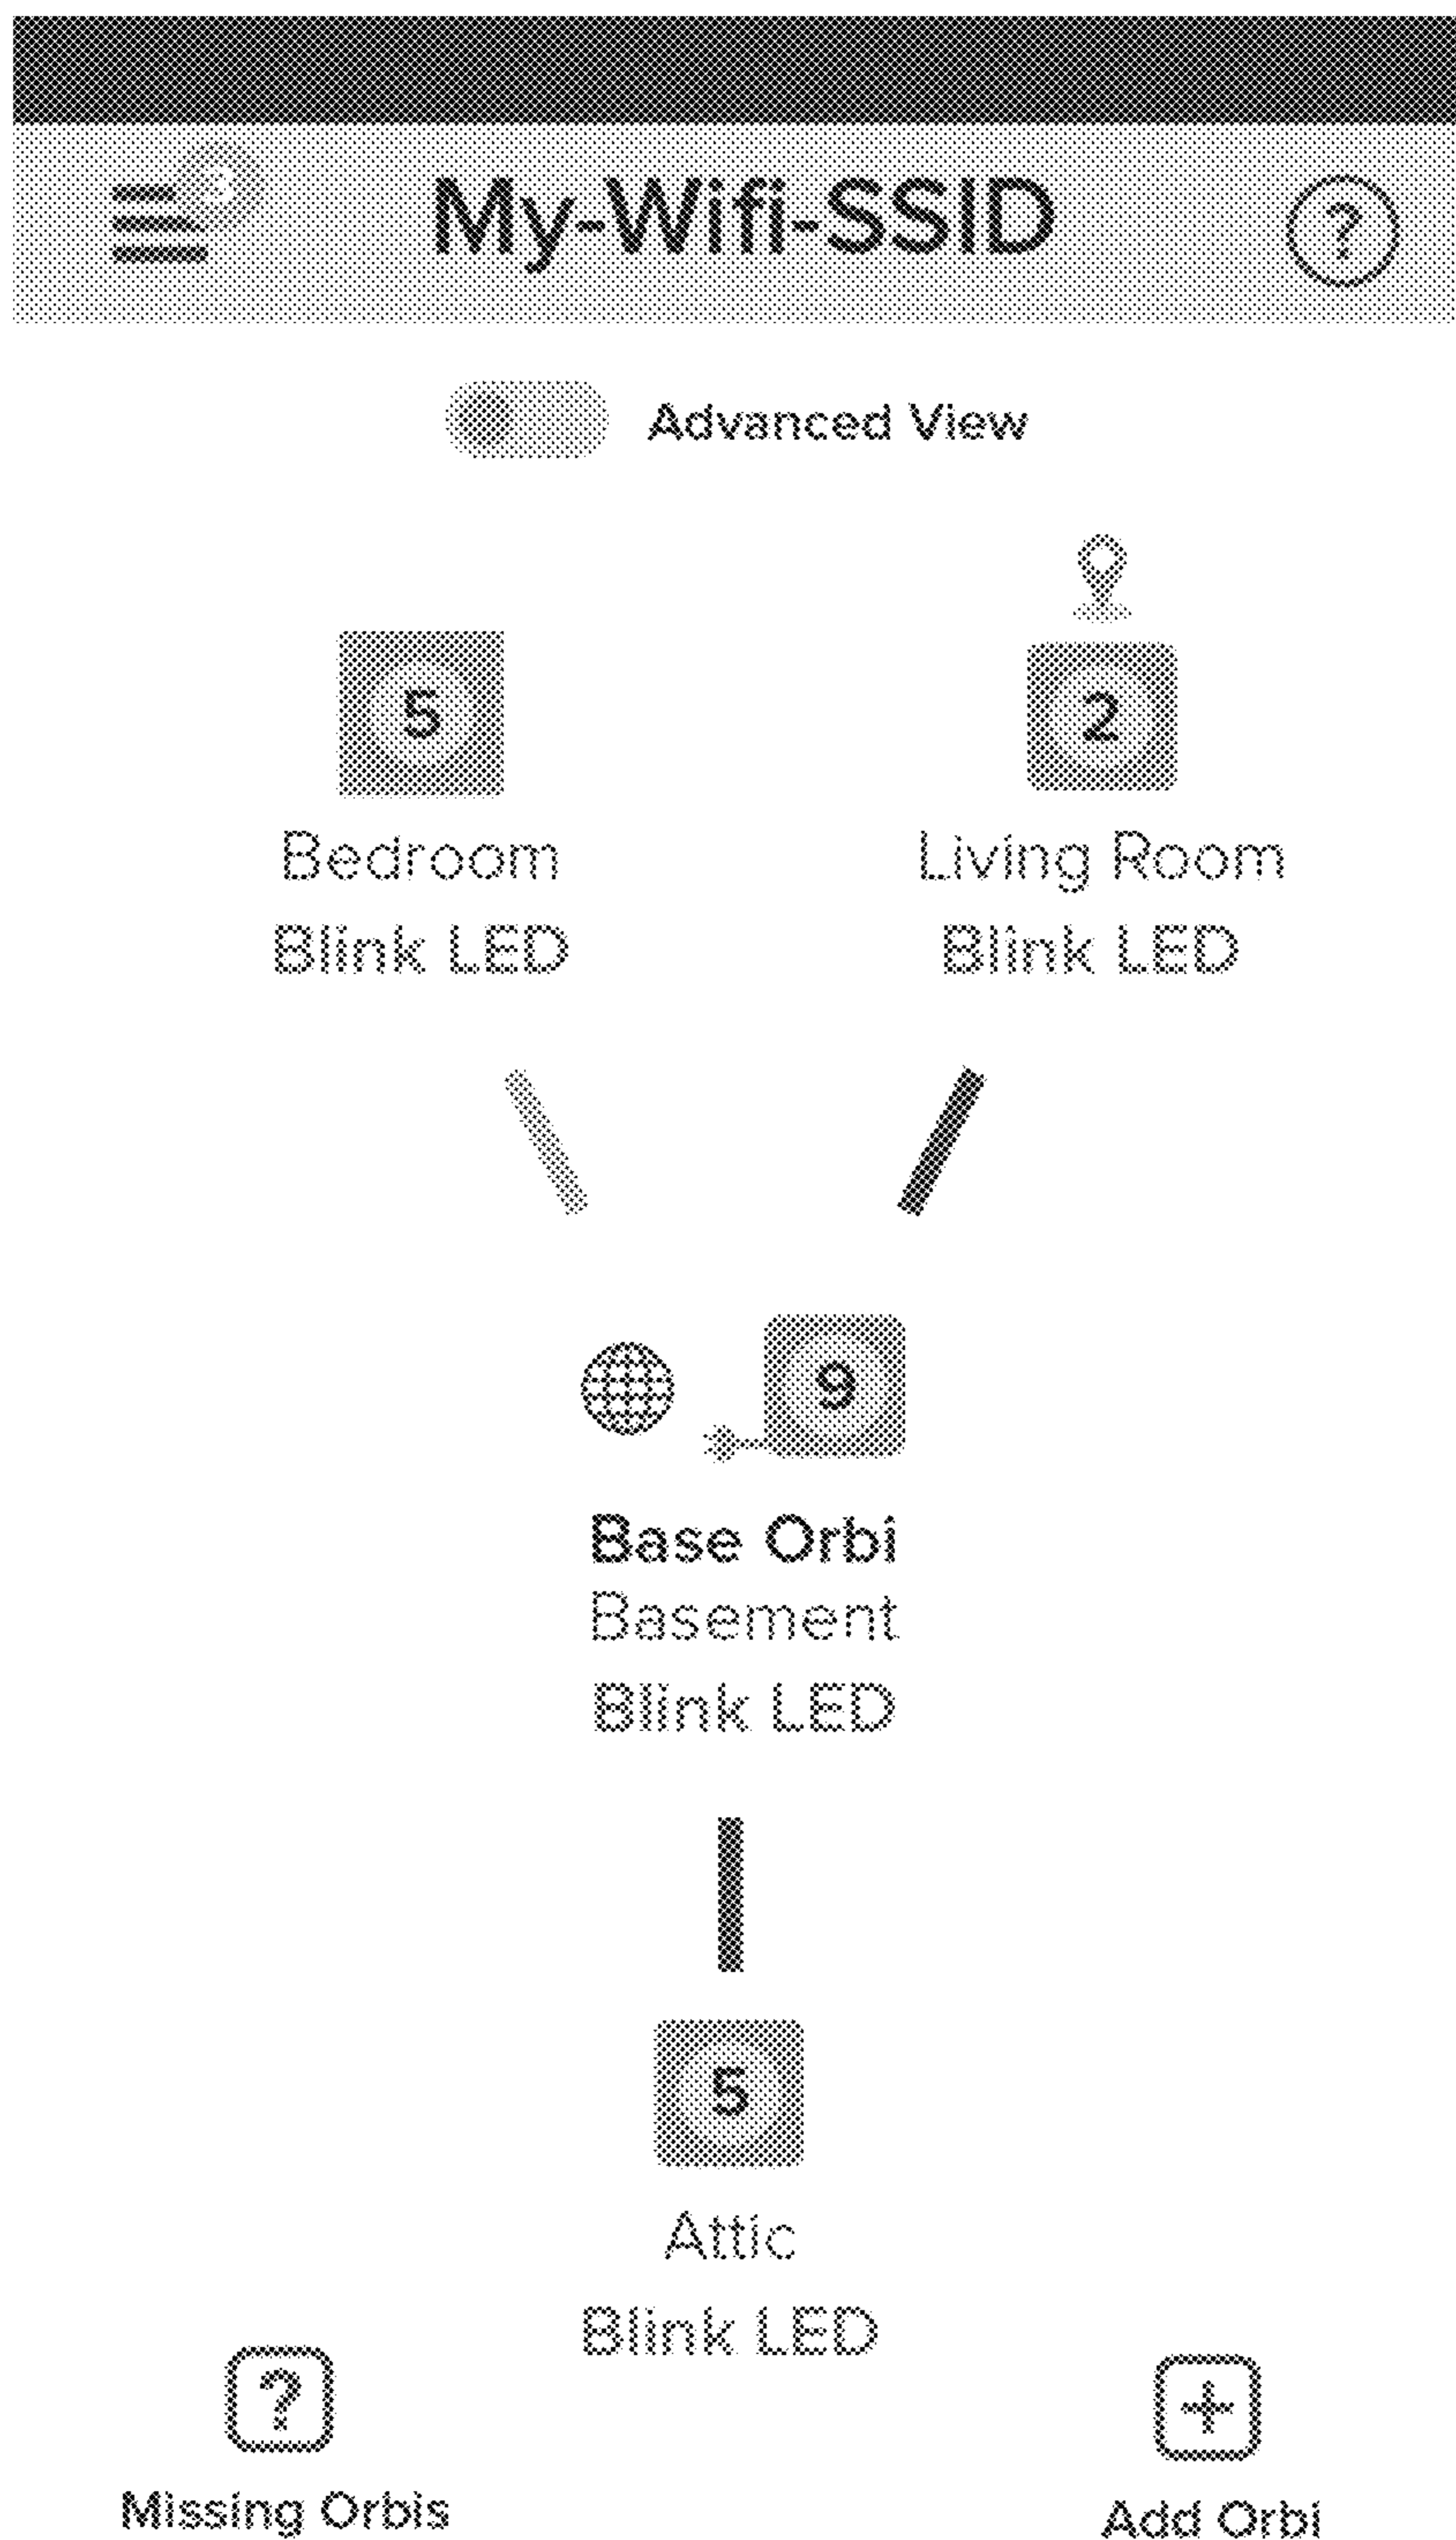 My-Wifi-SSID
?
Advanced View
5
2
Bedroom
Living Room
Blink LED
Blink LED
9
Base Orbi
Basement
Blink LED
5
Attic
Blink LED
?
+
Missing Orbis
Add Orbi